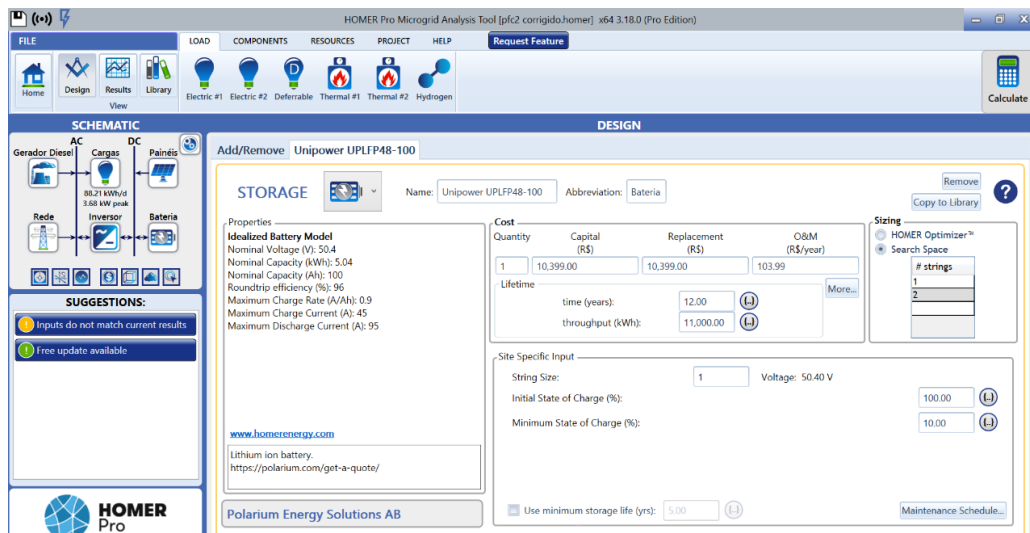 HOMER Pro Microgrid Analysis Tool [pfc2 corrigido.homer] x64 3.18.0 (Pro Edition)
FILE
LOAD COMPONENTS RESOURCES PROJECT HELP Request Feature
Home Design Results Library Electric #1 Electric #2 Deferrable Thermal #1 Thermal #2 Hydrogen Calculate
D
View
SCHEMATIC
DESIGN
AC DC
Gerador Diesel Cargas Painéis
88.21 kWh/d
3.68 kW peak
Rede Inversor Bateria
SUGGESTIONS:
Inputs do not match current results
Free update available
HOMER
Pro
Add/Remove Unipower UPLFP48-100
STORAGE Name: Unipower UPLFP48-100 Abbreviation: Bateria
Remove
Copy to Library
?
Properties
Idealized Battery Model
Nominal Voltage (V): 50.4
Nominal Capacity (kWh): 5.04
Nominal Capacity (Ah): 100
Roundtrip efficiency (%): 96
Maximum Charge Rate (A/Ah): 0.9
Maximum Charge Current (A): 45
Maximum Discharge Current (A): 95
www.homerenergy.com
Lithium ion battery.
https://polarium.com/get-a-quote/
Polarium Energy Solutions AB
Cost
Quantity Capital Replacement O&M
(R$) (R$) (R$/year)
1 10,399.00 10,399.00 103.99
Lifetime More...
time (years): 12.00 (..)
throughput (kWh): 11,000.00 (..)
Sizing
HOMER Optimizer™
Search Space
# strings
1
2
Site Specific Input
String Size: 1 Voltage: 50.40 V
Initial State of Charge (%): 100.00 (..)
Minimum State of Charge (%): 10.00 (..)
Use minimum storage life (yrs): 5.00 (..) Maintenance Schedule...